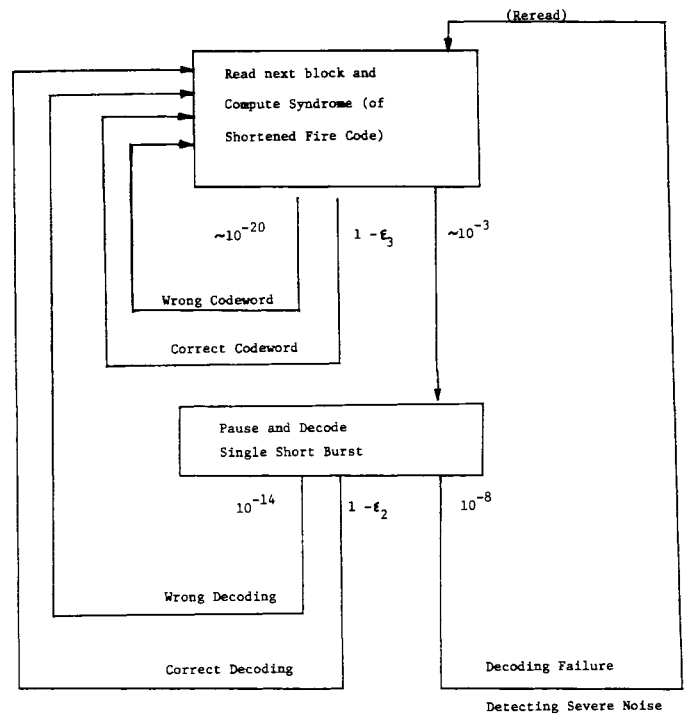 (Reread)
Read next block and
Compute Syndrome (of
Shortened Fire Code)
~10⁻²⁰
1 -ε₃
~10⁻³
Wrong Codeword
Correct Codeword
Pause and Decode
Single Short Burst
10⁻¹⁴
1 -ε₂
10⁻⁸
Wrong Decoding
Correct Decoding
Decoding Failure
Detecting Severe Noise